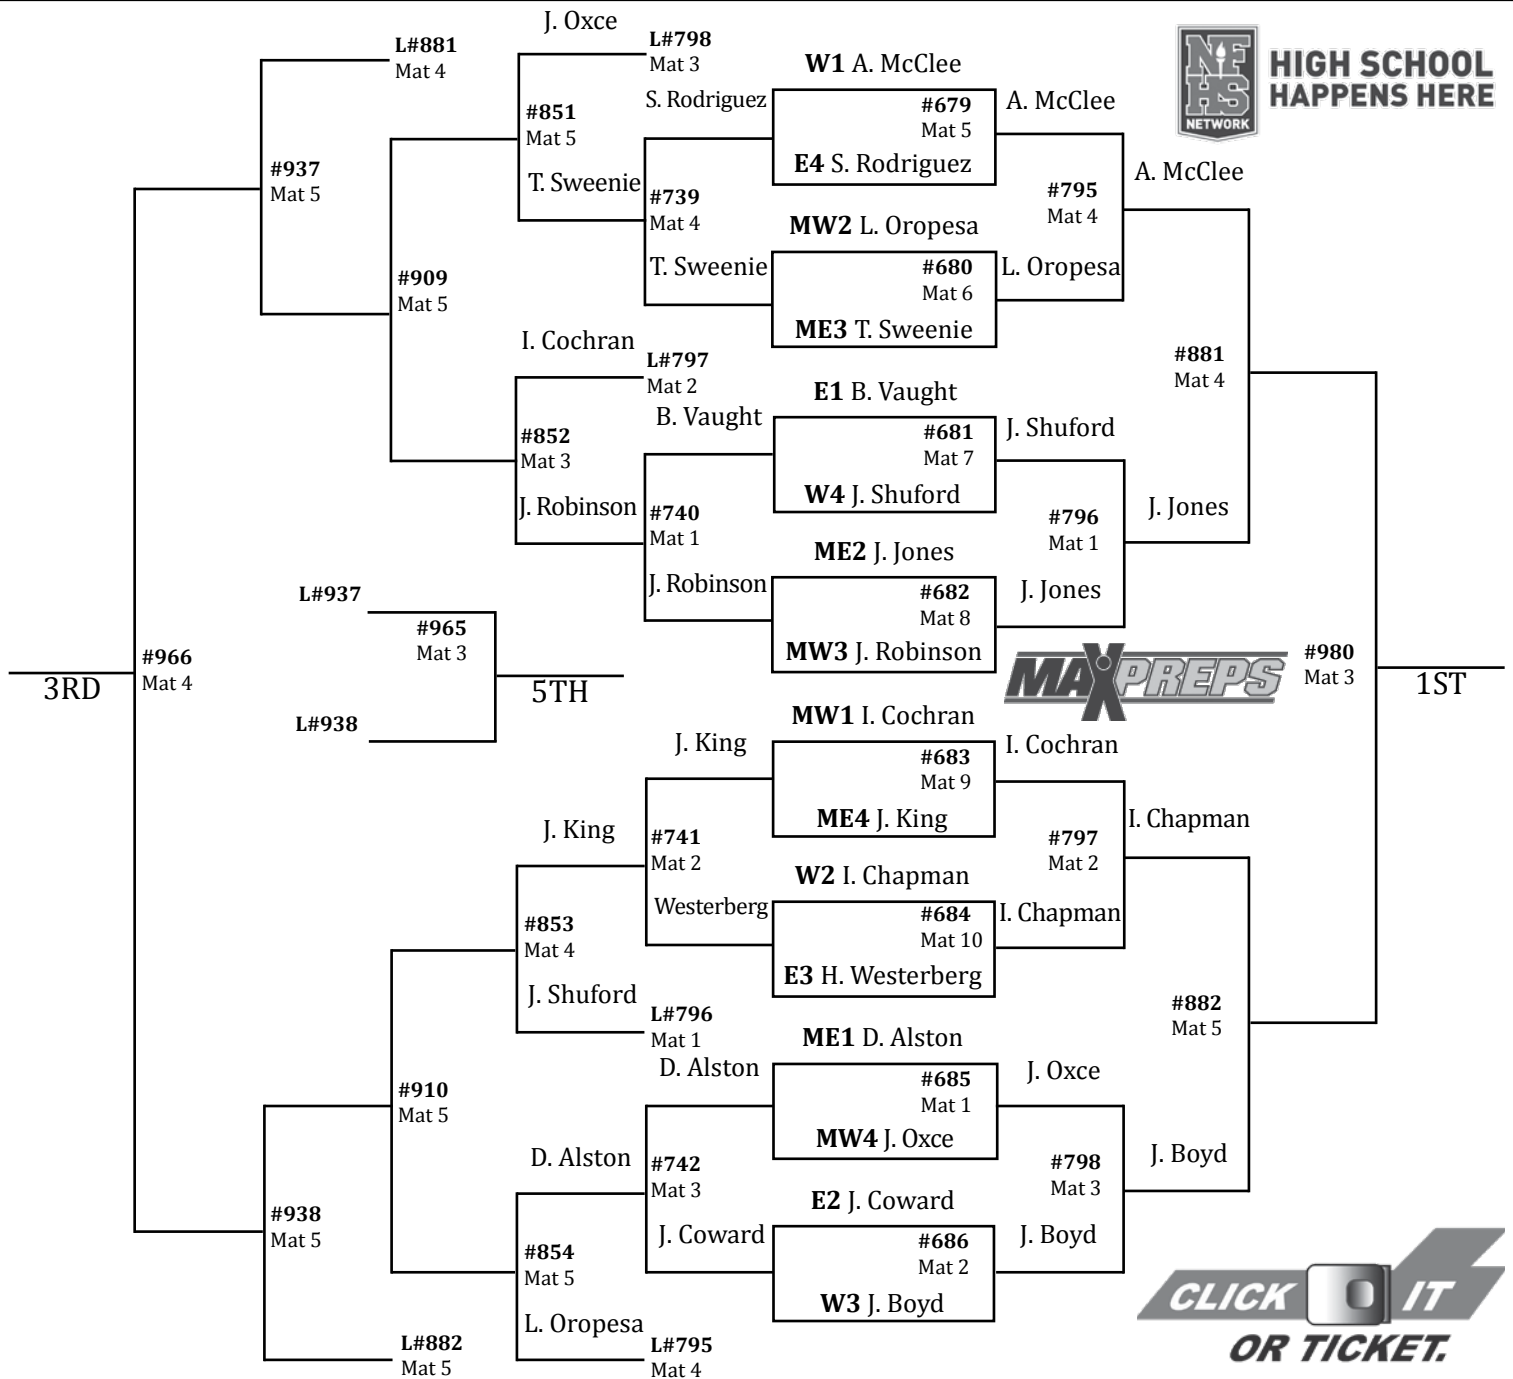 J. Oxce
L#881
Mat 4
L#798
Mat 3
W1 A. McClee
NFHS
NETWORK
HIGH SCHOOL
HAPPENS HERE
S. Rodriguez
#679
Mat 5
A. McClee
#851
Mat 5
E4 S. Rodriguez
#937
Mat 5
T. Sweenie
#739
Mat 4
#795
Mat 4
A. McClee
MW2 L. Oropesa
T. Sweenie
#680
Mat 6
L. Oropesa
#909
Mat 5
ME3 T. Sweenie
I. Cochran
L#797
Mat 2
#881
Mat 4
E1 B. Vaught
B. Vaught
#681
Mat 7
J. Shuford
#852
Mat 3
W4 J. Shuford
J. Robinson
#740
Mat 1
#796
Mat 1
J. Jones
ME2 J. Jones
J. Robinson
#682
Mat 8
J. Jones
L#937
#965
Mat 3
MW3 J. Robinson
#966
Mat 4
MAXPREPS
#980
Mat 3
3RD
5TH
1ST
L#938
MW1 I. Cochran
J. King
#683
Mat 9
I. Cochran
ME4 J. King
J. King
#741
Mat 2
#797
Mat 2
I. Chapman
W2 I. Chapman
Westerberg
#684
Mat 10
I. Chapman
#853
Mat 4
E3 H. Westerberg
J. Shuford
L#796
Mat 1
#882
Mat 5
ME1 D. Alston
D. Alston
#685
Mat 1
J. Oxce
#910
Mat 5
MW4 J. Oxce
D. Alston
#742
Mat 3
#798
Mat 3
J. Boyd
E2 J. Coward
#938
Mat 5
J. Coward
#686
Mat 2
J. Boyd
#854
Mat 5
W3 J. Boyd
L. Oropesa
L#882
Mat 5
L#795
Mat 4
CLICK IT
OR TICKET.